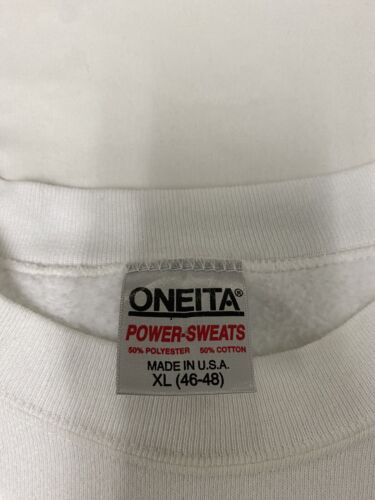 ONEITA®
POWER-SWEATS
50% POLYESTER 50% COTTON
MADE IN U.S.A.
XL (46-48)